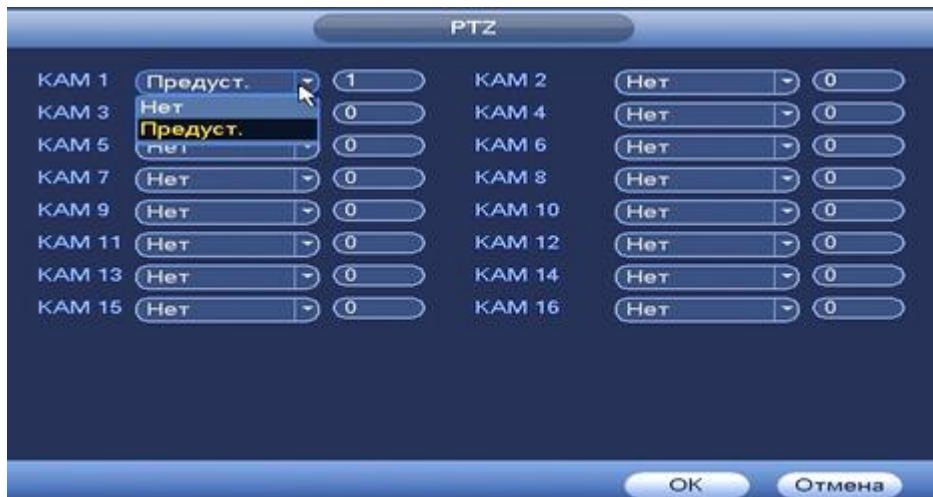 PTZ
КАМ 1 Предуст. 1 КАМ 2 Нет 0
Нет
КАМ 3 0 КАМ 4 Нет 0
Предуст.
КАМ 5 Нет 0 КАМ 6 Нет 0
КАМ 7 Нет 0 КАМ 8 Нет 0
КАМ 9 Нет 0 КАМ 10 Нет 0
КАМ 11 Нет 0 КАМ 12 Нет 0
КАМ 13 Нет 0 КАМ 14 Нет 0
КАМ 15 Нет 0 КАМ 16 Нет 0
ОК Отмена